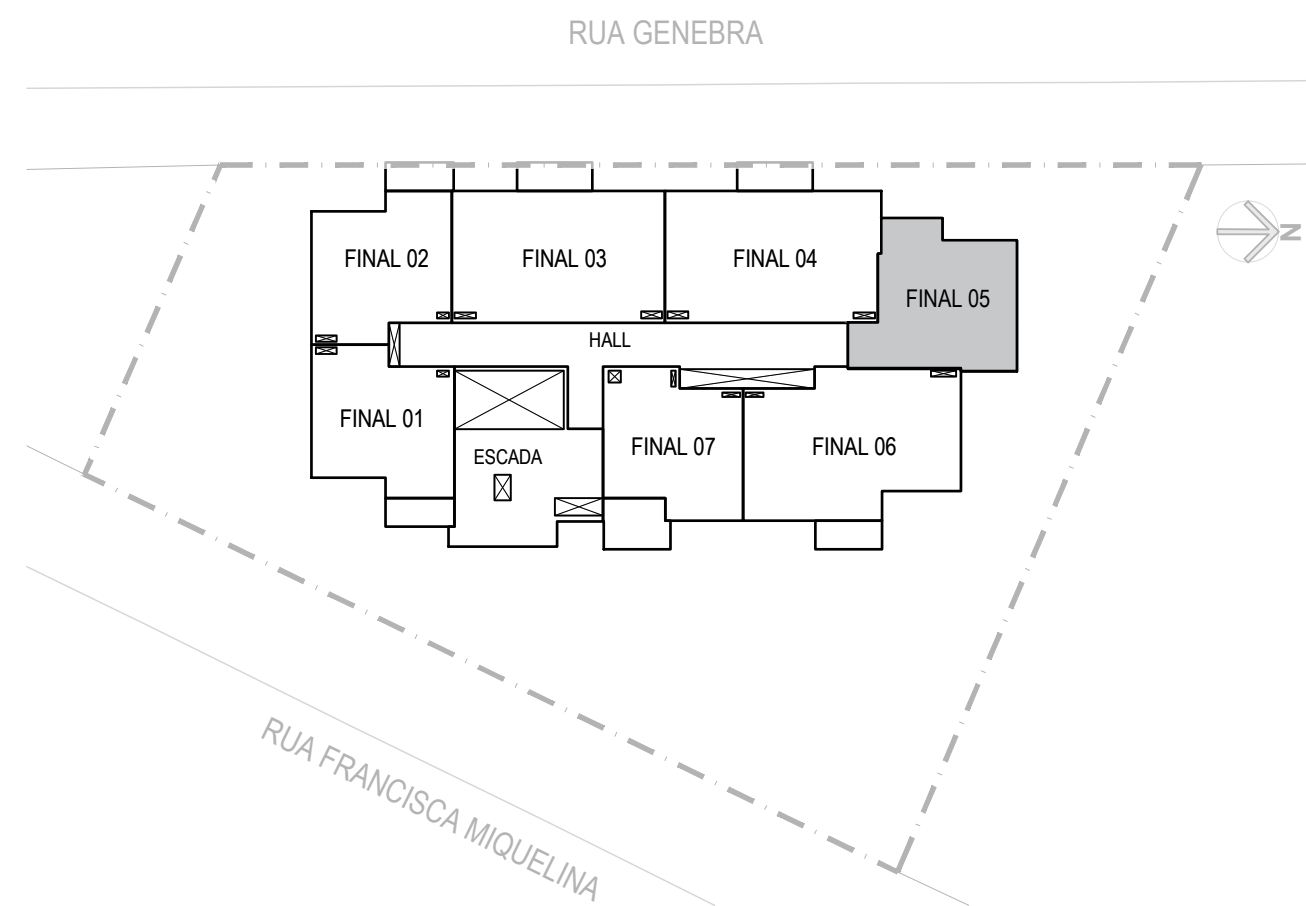 RUA GENEBRA
N
FINAL 02
FINAL 03
FINAL 04
FINAL 05
HALL
FINAL 01
ESCADA
FINAL 07
FINAL 06
RUA FRANCISCA MIQUELINA